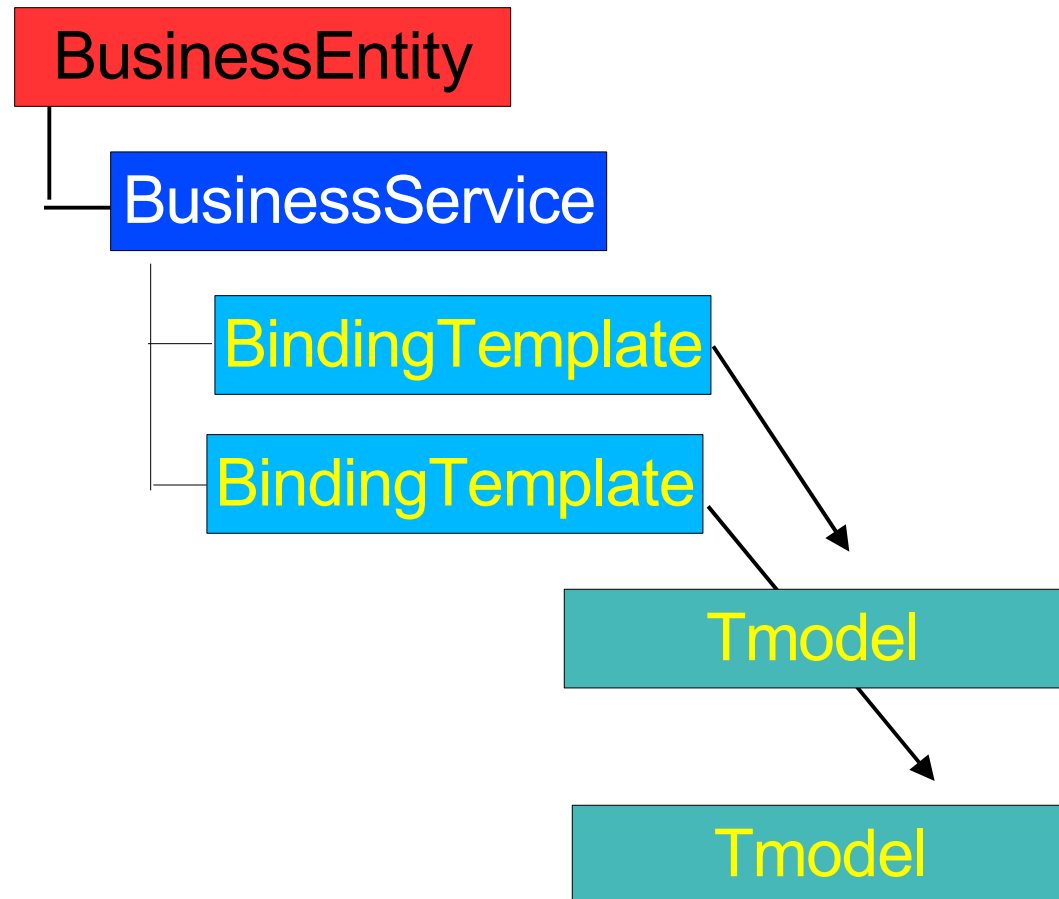 BusinessEntity
BusinessService
BindingTemplate
BindingTemplate
Tmodel
Tmodel